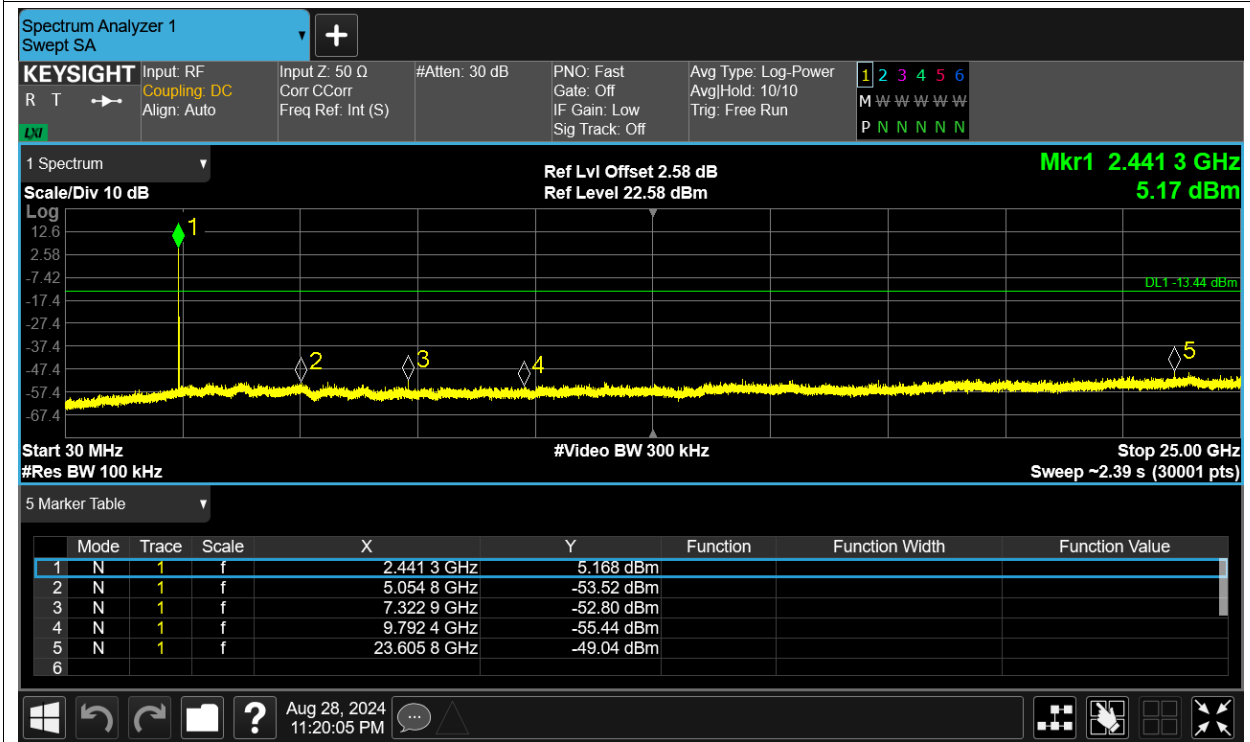 Spectrum Analyzer 1
Swept SA
KEYSIGHT
R T
LXI
Input: RF
Coupling: DC
Align: Auto
Input Z: 50 Ω
Corr CCorr
Freq Ref: Int (S)
#Atten: 30 dB
PNO: Fast
Gate: Off
IF Gain: Low
Sig Track: Off
Avg Type: Log-Power
Avg|Hold: 10/10
Trig: Free Run
1 2 3 4 5 6
M W W W W W
P N N N N N
1 Spectrum
Scale/Div 10 dB
Ref Lvl Offset 2.58 dB
Ref Level 22.58 dBm
Mkr1 2.441 3 GHz
5.17 dBm
Log
12.6
2.58
-7.42
-17.4
-27.4
-37.4
-47.4
-57.4
-67.4
1
2
3
4
5
DL1 -13.44 dBm
Start 30 MHz
#Video BW 300 kHz
Stop 25.00 GHz
#Res BW 100 kHz
Sweep ~2.39 s (30001 pts)
5 Marker Table
Mode Trace Scale X Y Function Function Width Function Value
1 N 1 f 2.441 3 GHz 5.168 dBm
2 N 1 f 5.054 8 GHz -53.52 dBm
3 N 1 f 7.322 9 GHz -52.80 dBm
4 N 1 f 9.792 4 GHz -55.44 dBm
5 N 1 f 23.605 8 GHz -49.04 dBm
6
?
Aug 28, 2024
11:20:05 PM